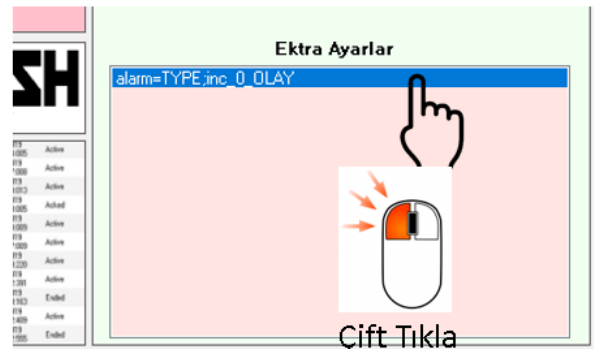 Ektra Ayarlar
alarm=TYPE;inc_0_OLAY
SH
Active
Active
Active
Acked
Active
Active
Active
Active
Ended
Active
Ended
Çift Tıkla